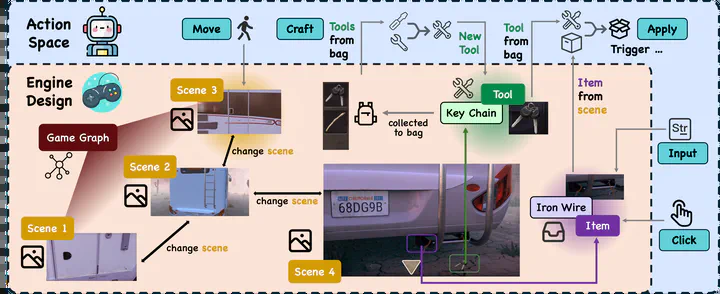 Action
Space
Move
Craft
Tools
from
bag
New
Tool
Tool
from
bag
Apply
Trigger ...
Engine
Design
Scene 3
Tool
Key Chain
Item
from
scene
Str
Input
Game Graph
collected
to bag
change scene
Scene 2
change scene
68DG9B
Iron Wire
Item
Click
Scene 1
change scene
Scene 4